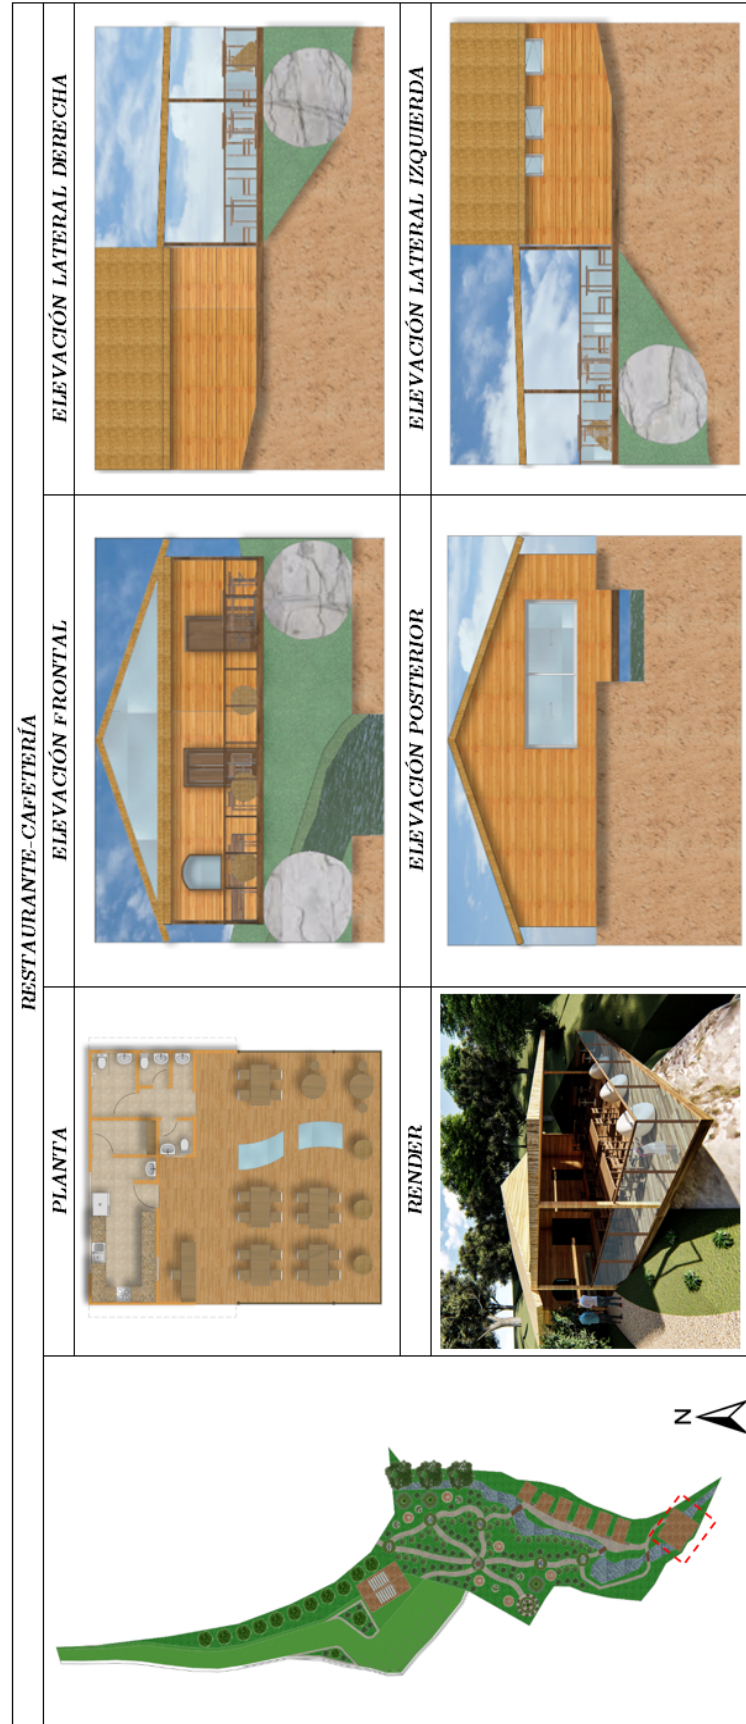 RESTAURANTE-CAFETERÍA
PLANTA
ELEVACIÓN FRONTAL
ELEVACIÓN LATERAL DERECHA
RENDER
ELEVACIÓN POSTERIOR
ELEVACIÓN LATERAL IZQUIERDA
N